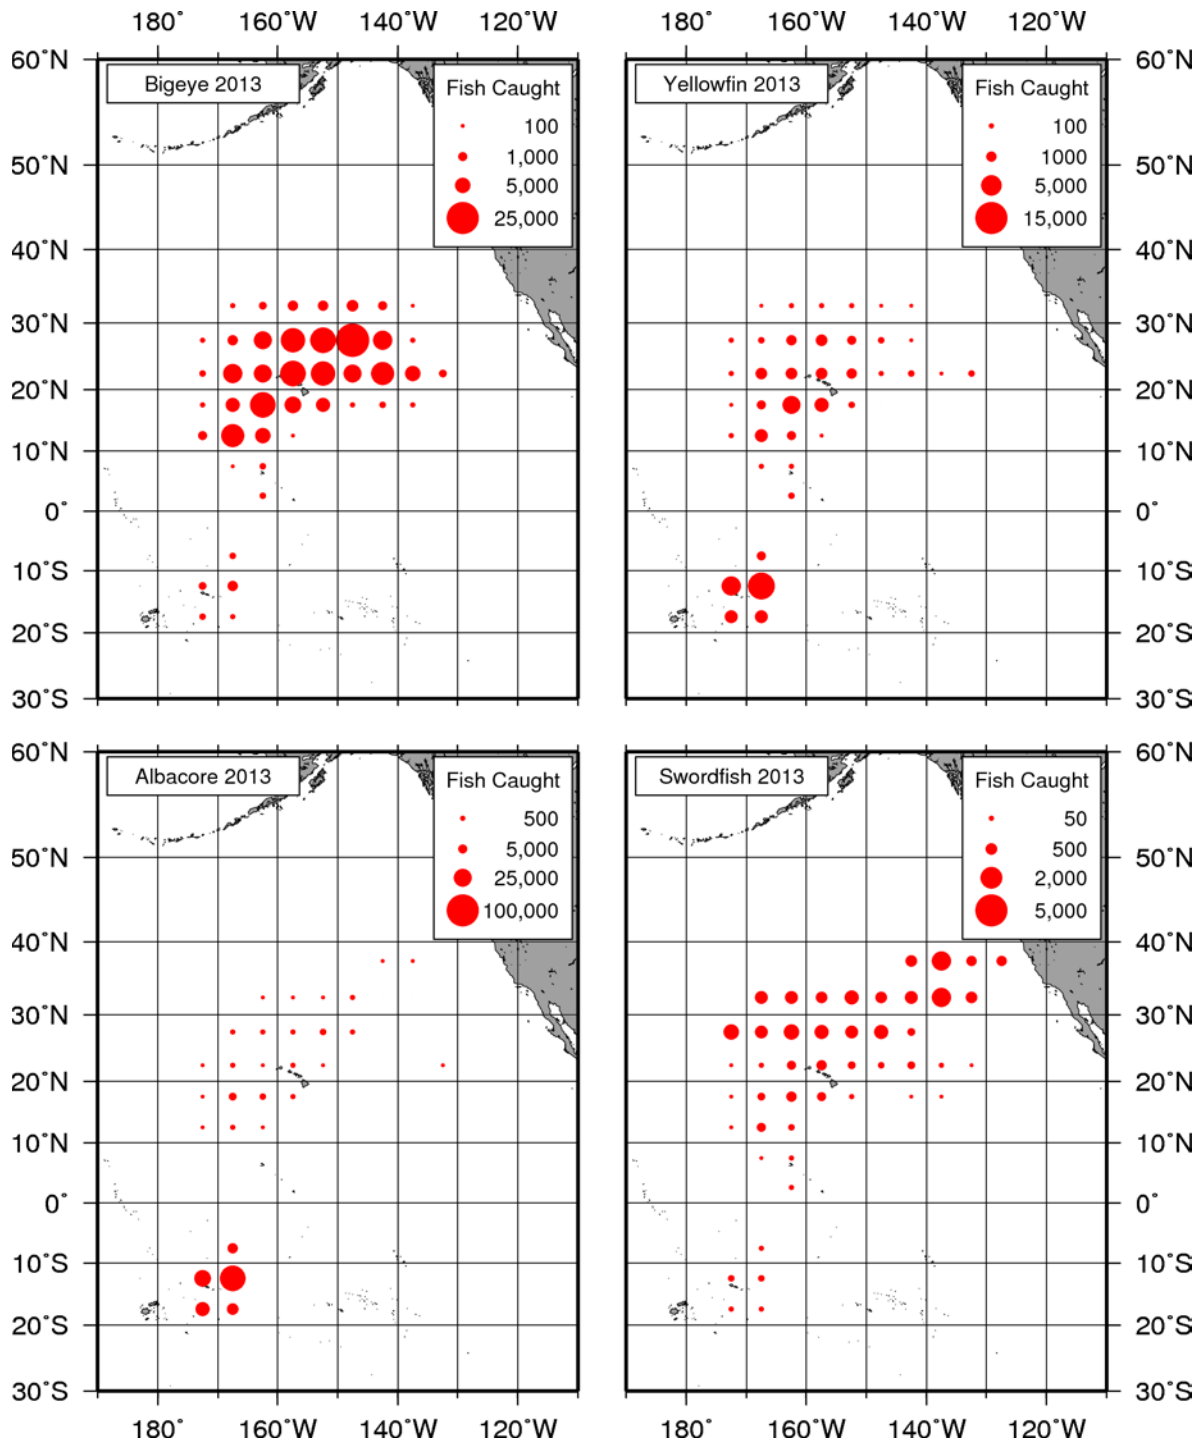 180˚ 160˚W 140˚W 120˚W 180˚ 160˚W 140˚W 120˚W
60˚N 60˚N
Bigeye 2013
Fish Caught
100
1,000
5,000
25,000
Yellowfin 2013
Fish Caught
100
1000
5,000
15,000
50˚N 50˚N
40˚N 40˚N
30˚N 30˚N
20˚N 20˚N
10˚N 10˚N
0˚ 0˚
10˚S 10˚S
20˚S 20˚S
30˚S 30˚S
60˚N 60˚N
Albacore 2013
Fish Caught
500
5,000
25,000
100,000
Swordfish 2013
Fish Caught
50
500
2,000
5,000
50˚N 50˚N
40˚N 40˚N
30˚N 30˚N
20˚N 20˚N
10˚N 10˚N
0˚ 0˚
10˚S 10˚S
20˚S 20˚S
30˚S 30˚S
180˚ 160˚W 140˚W 120˚W 180˚ 160˚W 140˚W 120˚W